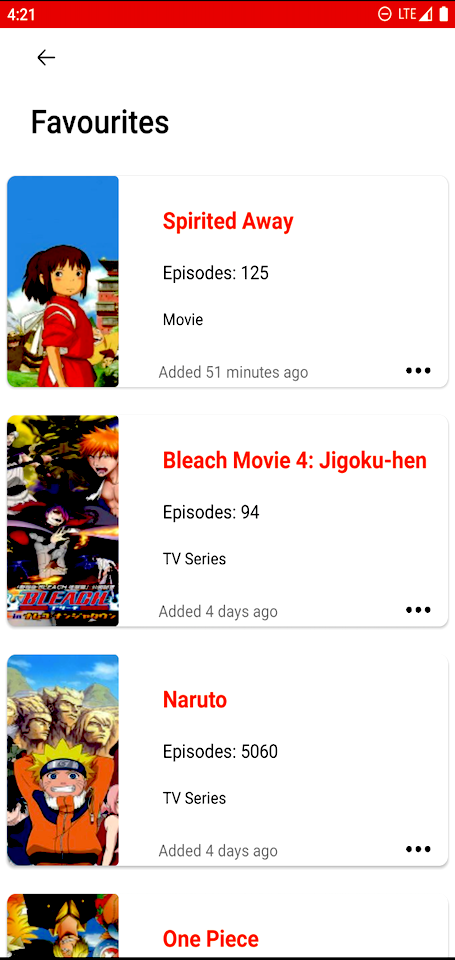 4:21
LTE
Favourites
Spirited Away
Episodes: 125
Movie
Added 51 minutes ago
Bleach Movie 4: Jigoku-hen
Episodes: 94
TV Series
Added 4 days ago
BLEACH
Naruto
Episodes: 5060
TV Series
Added 4 days ago
One Piece